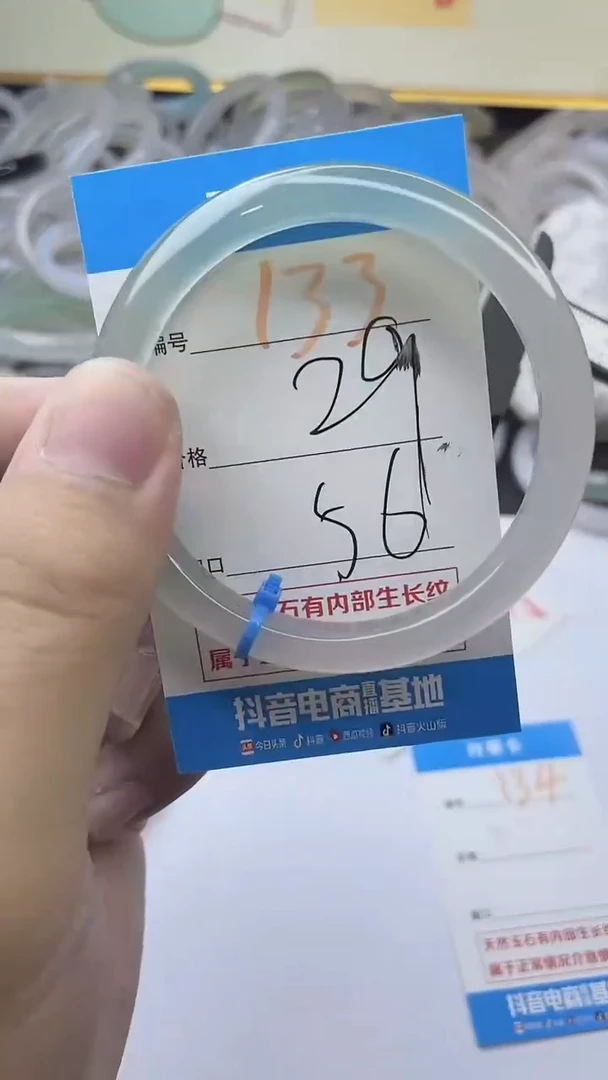 133
编号
29
格
56
口
石有内部生长纹
属于
抖音电商直播基地
今日头条 抖音 西瓜视频 抖音火山版
134
天然玉石有内部生长纹
属于正常情况介意慎
抖音电商直播基